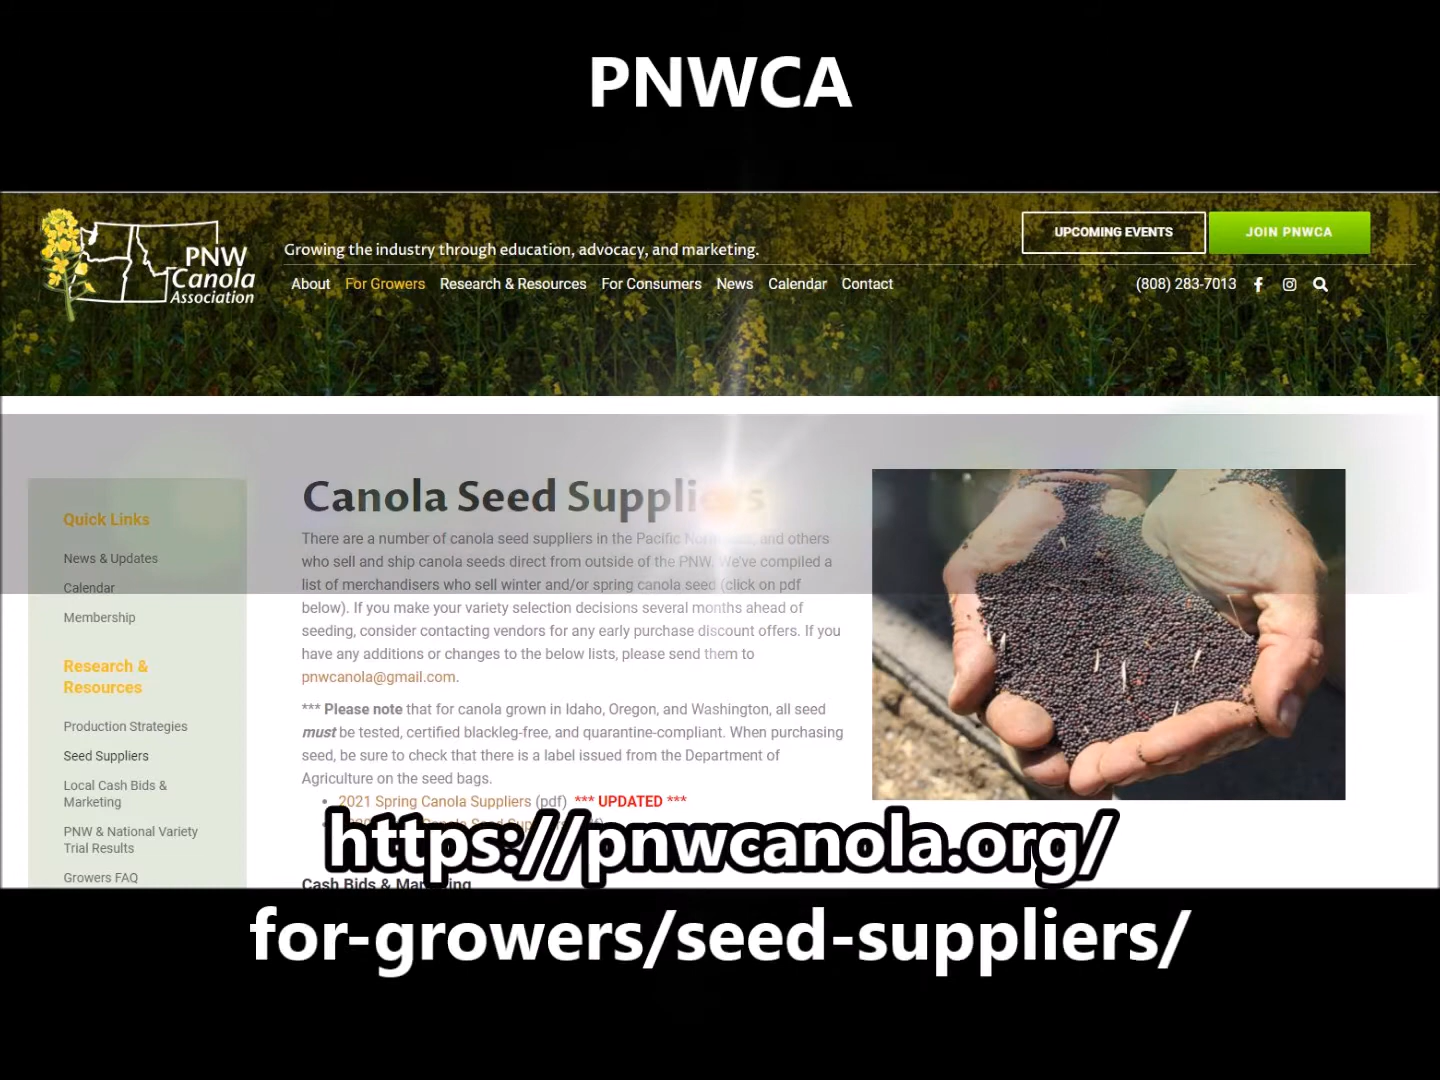 PNWCA
PNW
Canola
Association
Growing the industry through education, advocacy, and marketing.
UPCOMING EVENTS
JOIN PNWCA
About For Growers Research & Resources For Consumers News Calendar Contact
(808) 283-7013
Quick Links
News & Updates
Calendar
Membership
Research &
Resources
Production Strategies
Seed Suppliers
Local Cash Bids &
Marketing
PNW & National Variety
Trial Results
Growers FAQ
Canola Seed Suppliers
There are a number of canola seed suppliers in the Pacific Northwest, and others
who sell and ship canola seeds direct from outside of the PNW. We've compiled a
list of merchandisers who sell winter and/or spring canola seed (click on pdf
below). If you make your variety selection decisions several months ahead of
seeding, consider contacting vendors for any early purchase discount offers. If you
have any additions or changes to the below lists, please send them to
pnwcanola@gmail.com.
*** Please note that for canola grown in Idaho, Oregon, and Washington, all seed
must be tested, certified blackleg-free, and quarantine-compliant. When purchasing
seed, be sure to check that there is a label issued from the Department of
Agriculture on the seed bags.
• 2021 Spring Canola Suppliers (pdf) *** UPDATED ***
Cash Bids & Marketing
https://pnwcanola.org/
for-growers/seed-suppliers/